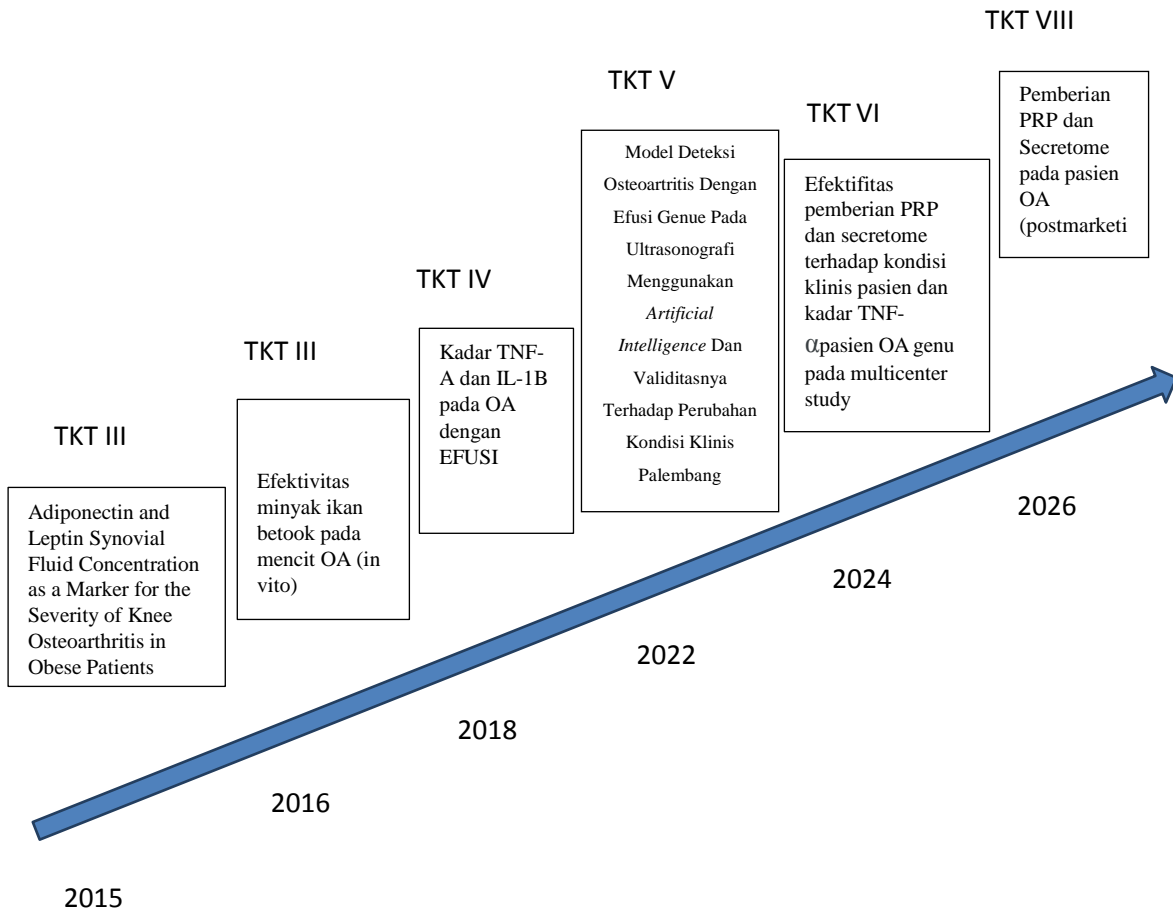 TKT III
Adiponectin and
Leptin Synovial
Fluid Concentration
as a Marker for the
Severity of Knee
Osteoarthritis in
Obese Patients
2015
TKT III
Efektivitas
minyak ikan
betook pada
mencit OA (in
vito)
2016
TKT IV
Kadar TNF-
A dan IL-1B
pada OA
dengan
EFUSI
2018
TKT V
Model Deteksi
Osteoartritis Dengan
Efusi Genue Pada
Ultrasonografi
Menggunakan
Artificial
Intelligence Dan
Validitasnya
Terhadap Perubahan
Kondisi Klinis
Palembang
2022
TKT VI
Efektifitas
pemberian PRP
dan secretome
terhadap kondisi
klinis pasien dan
kadar TNF-
αpasien OA genu
pada multicenter
study
2024
TKT VIII
Pemberian
PRP dan
Secretome
pada pasien
OA
(postmarketi
2026